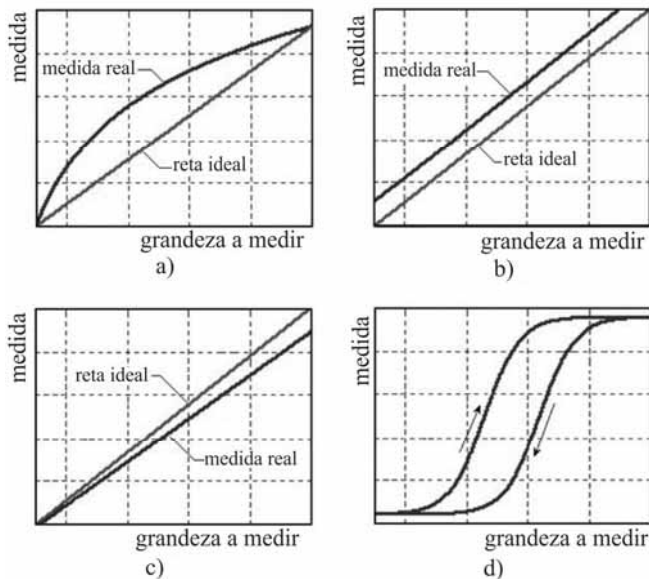 medida
medida real
reta ideal
grandeza a medir
a)
medida
medida real
reta ideal
grandeza a medir
b)
medida
reta ideal
medida real
grandeza a medir
c)
medida
grandeza a medir
d)